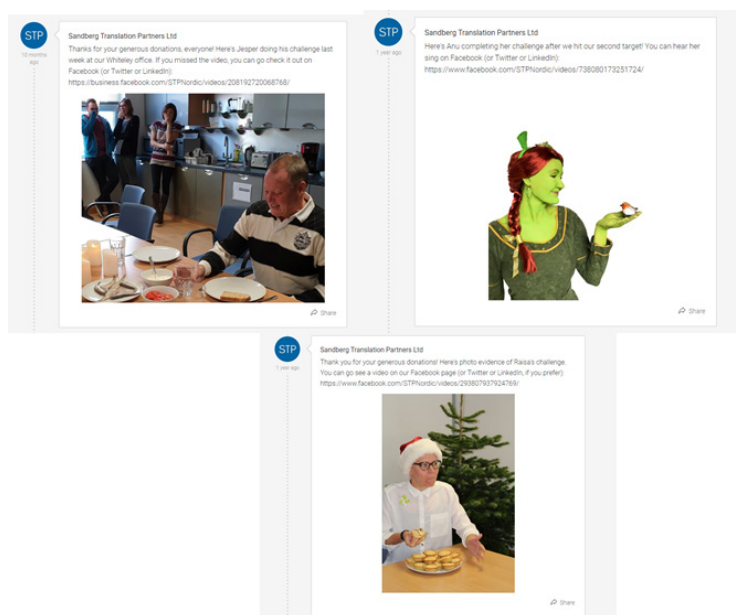 STP
10 months
ago
Sandberg Translation Partners Ltd
Thanks for your generous donations, everyone! Here's Jesper doing his challenge last
week at our Whiteley office. If you missed the video, you can go check it out on
Facebook (or Twitter or LinkedIn):
https://business.facebook.com/STPNordic/videos/208192720068768/
Share
STP
1 year ago
Sandberg Translation Partners Ltd
Here's Anu completing her challenge after we hit our second target! You can hear her
sing on Facebook (or Twitter or LinkedIn):
https://www.facebook.com/STPNordic/videos/738080173251724/
Share
STP
1 year ago
Sandberg Translation Partners Ltd
Thank you for your generous donations! Here's photo evidence of Raisa's challenge.
You can go see a video on our Facebook page (or Twitter or LinkedIn, if you prefer):
https://www.facebook.com/STPNordic/videos/293807937924769/
Share